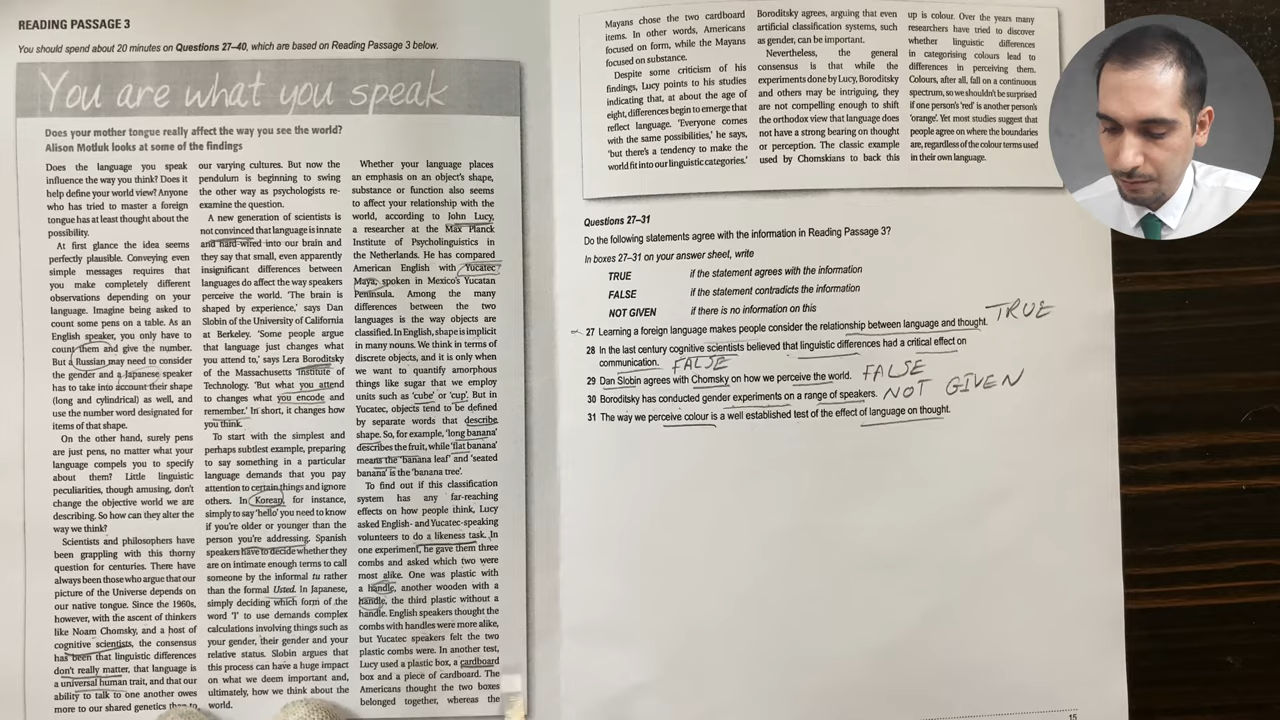 READING PASSAGE 3
You should spend about 20 minutes on Questions 27–40, which are based on Reading Passage 3 below.
You are what you speak
Does your mother tongue really affect the way you see the world?
Alison Motluk looks at some of the findings
Does the language you speak
influence the way you think? Does it
help define your world view? Anyone
who has tried to master a foreign
tongue has at least thought about the
possibility.
At first glance the idea seems
perfectly plausible. Conveying even
simple messages requires that
you make completely different
observations depending on your
language. Imagine being asked to
count some pens on a table. As an
English speaker, you only have to
count them and give the number.
But a Russian may need to consider
the gender and a Japanese speaker
has to take into account their shape
(long and cylindrical) as well, and
use the number word designated for
items of that shape.
On the other hand, surely pens
are just pens, no matter what your
language compels you to specify
about them? Little linguistic
peculiarities, though amusing, don't
change the objective world we are
describing. So how can they alter the
way we think?
Scientists and philosophers have
been grappling with this thorny
question for centuries. There have
always been those who argue that our
picture of the Universe depends on
our native tongue. Since the 1960s,
however, with the ascent of thinkers
like Noam Chomsky, and a host of
cognitive scientists, the consensus
has been that linguistic differences
don't really matter, that language is
a universal human trait, and that our
ability to talk to one another owes
more to our shared genetics than to
our varying cultures. But now the
pendulum is beginning to swing
the other way as psychologists re-
examine the question.
A new generation of scientists is
not convinced that language is innate
and hard-wired into our brain and
they say that small, even apparently
insignificant differences between
languages do affect the way speakers
perceive the world. 'The brain is
shaped by experience,' says Dan
Slobin of the University of California
at Berkeley. 'Some people argue
that language just changes what
you attend to,' says Lera Boroditsky
of the Massachusetts Institute of
Technology. 'But what you attend
to changes what you encode and
remember.' In short, it changes how
you think.
To start with the simplest and
perhaps subtlest example, preparing
to say something in a particular
language demands that you pay
attention to certain things and ignore
others. In Korean, for instance,
simply to say 'hello' you need to know
if you're older or younger than the
person you're addressing. Spanish
speakers have to decide whether they
are on intimate enough terms to call
someone by the informal tu rather
than the formal Usted. In Japanese,
simply deciding which form of the
word 'I' to use demands complex
calculations involving things such as
your gender, their gender and your
relative status. Slobin argues that
this process can have a huge impact
on what we deem important and,
ultimately, how we think about the
world.
Whether your language places
an emphasis on an object's shape,
substance or function also seems
to affect your relationship with the
world, according to John Lucy,
a researcher at the Max Planck
Institute of Psycholinguistics in
the Netherlands. He has compared
American English with Yucatec
Maya, spoken in Mexico's Yucatan
Peninsula. Among the many
differences between the two
languages is the way objects are
classified. In English, shape is implicit
in many nouns. We think in terms of
discrete objects, and it is only when
we want to quantify amorphous
things like sugar that we employ
units such as 'cube' or 'cup'. But in
Yucatec, objects tend to be defined
by separate words that describe
shape. So, for example, 'long banana'
describes the fruit, while 'flat banana'
means the 'banana leaf' and 'seated
banana' is the 'banana tree'.
To find out if this classification
system has any far-reaching
effects on how people think, Lucy
asked English- and Yucatec-speaking
volunteers to do a likeness task. In
one experiment, he gave them three
combs and asked which two were
most alike. One was plastic with
a handle, another wooden with a
handle, the third plastic without a
handle. English speakers thought the
combs with handles were more alike,
but Yucatec speakers felt the two
plastic combs were. In another test,
Lucy used a plastic box, a cardboard
box and a piece of cardboard. The
Americans thought the two boxes
belonged together, whereas the
Mayans chose the two cardboard
items. In other words, Americans
focused on form, while the Mayans
focused on substance.
Despite some criticism of his
findings, Lucy points to his studies
indicating that, at about the age of
eight, differences begin to emerge that
reflect language. 'Everyone comes
with the same possibilities,' he says,
'but there's a tendency to make the
world fit into our linguistic categories.'
Boroditsky agrees, arguing that even
artificial classification systems, such
as gender, can be important.
Nevertheless, the general
consensus is that while the
experiments done by Lucy, Boroditsky
and others may be intriguing, they
are not compelling enough to shift
the orthodox view that language does
not have a strong bearing on thought
or perception. The classic example
used by Chomskians to back this
up is colour. Over the years many
researchers have tried to discover
whether linguistic differences
in categorising colours lead to
differences in perceiving them.
Colours, after all, fall on a continuous
spectrum, so we shouldn't be surprised
if one person's 'red' is another person's
'orange'. Yet most studies suggest that
people agree on where the boundaries
are, regardless of the colour terms used
in their own language.
Questions 27–31
Do the following statements agree with the information in Reading Passage 3?
In boxes 27–31 on your answer sheet, write
TRUE if the statement agrees with the information
FALSE if the statement contradicts the information
NOT GIVEN if there is no information on this
27 Learning a foreign language makes people consider the relationship between language and thought. TRUE
28 In the last century cognitive scientists believed that linguistic differences had a critical effect on
communication. FALSE
29 Dan Slobin agrees with Chomsky on how we perceive the world. FALSE
30 Boroditsky has conducted gender experiments on a range of speakers. NOT GIVEN
31 The way we perceive colour is a well established test of the effect of language on thought.
15